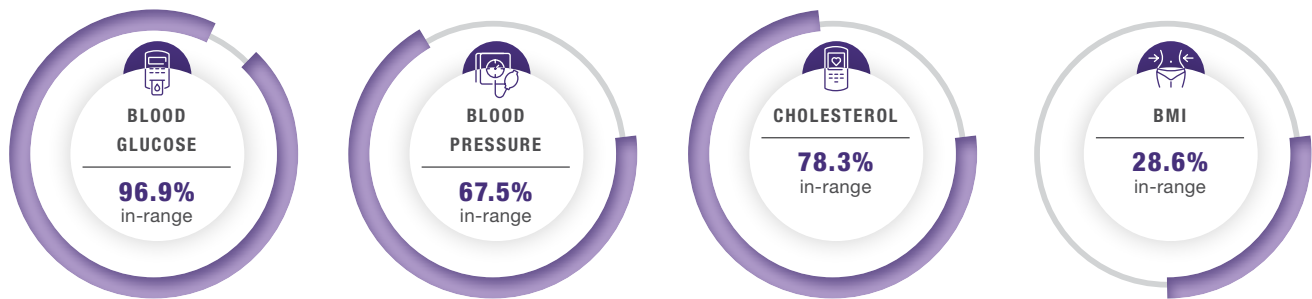 BLOOD
GLUCOSE
96.9%
in-range
BLOOD
PRESSURE
67.5%
in-range
CHOLESTEROL
78.3%
in-range
BMI
28.6%
in-range